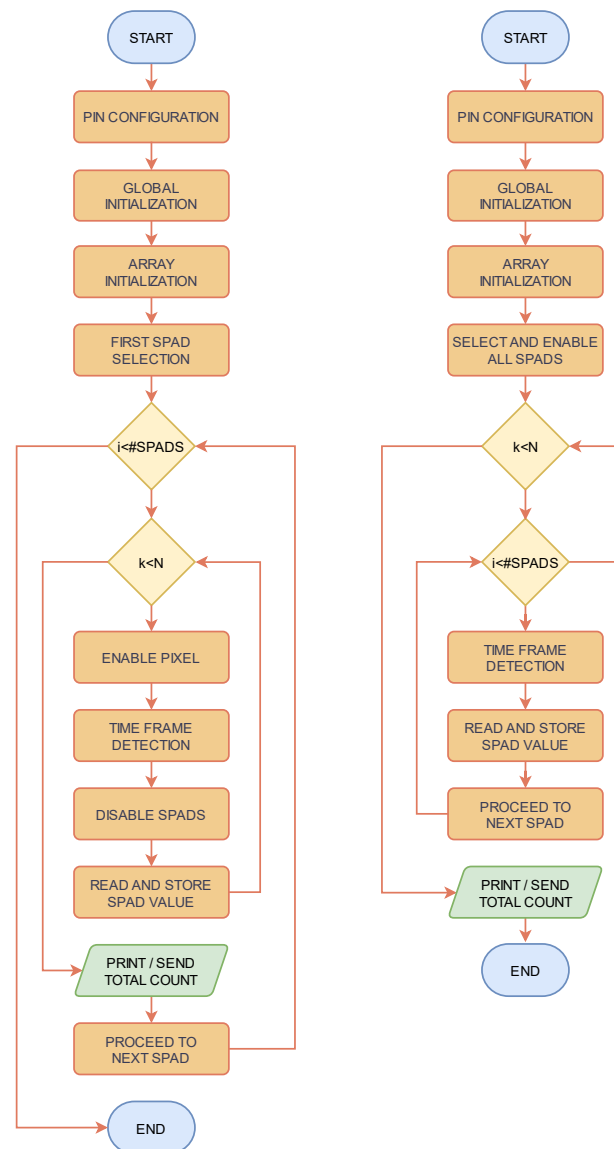 START
PIN CONFIGURATION
GLOBAL
INITIALIZATION
ARRAY
INITIALIZATION
FIRST SPAD
SELECTION
i<#SPADS
k<N
ENABLE PIXEL
TIME FRAME
DETECTION
DISABLE SPADS
READ AND STORE
SPAD VALUE
PRINT / SEND
TOTAL COUNT
PROCEED TO
NEXT SPAD
END
START
PIN CONFIGURATION
GLOBAL
INITIALIZATION
ARRAY
INITIALIZATION
SELECT AND ENABLE
ALL SPADS
k<N
i<#SPADS
TIME FRAME
DETECTION
READ AND STORE
SPAD VALUE
PROCEED TO
NEXT SPAD
PRINT / SEND
TOTAL COUNT
END